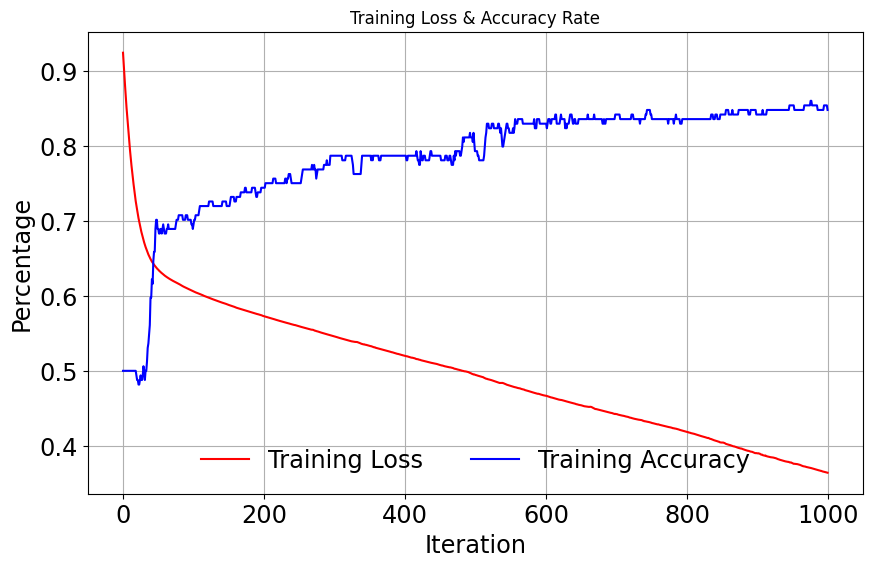 Training Loss & Accuracy Rate
Percentage
0.9
0.8
0.7
0.6
0.5
0.4
Training Loss Training Accuracy
0 200 400 600 800 1000
Iteration